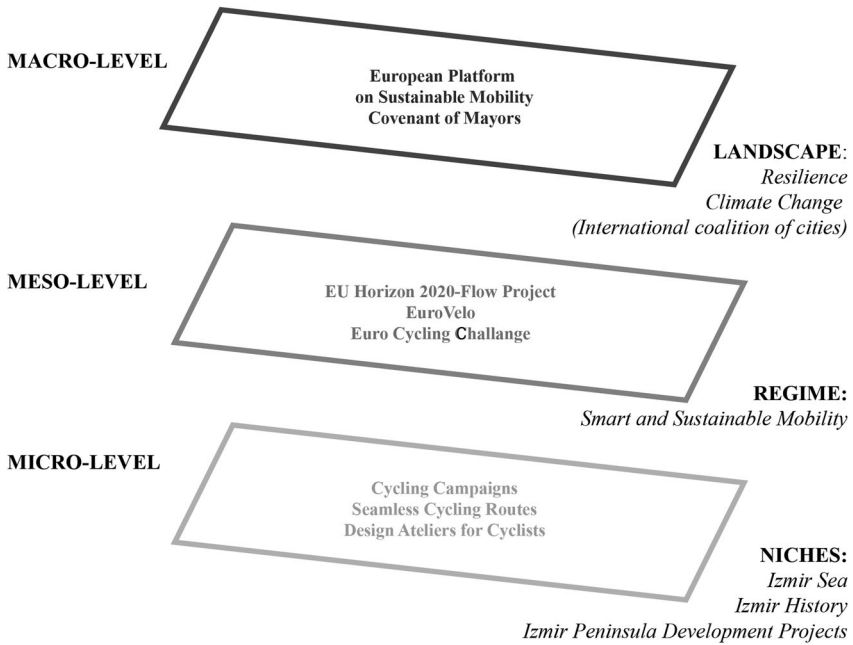 MACRO-LEVEL
European Platform
on Sustainable Mobility
Covenant of Mayors
LANDSCAPE:
Resilience
Climate Change
(International coalition of cities)
MESO-LEVEL
EU Horizon 2020-Flow Project
EuroVelo
Euro Cycling Challange
REGIME:
Smart and Sustainable Mobility
MICRO-LEVEL
Cycling Campaigns
Seamless Cycling Routes
Design Ateliers for Cyclists
NICHES:
Izmir Sea
Izmir History
Izmir Peninsula Development Projects